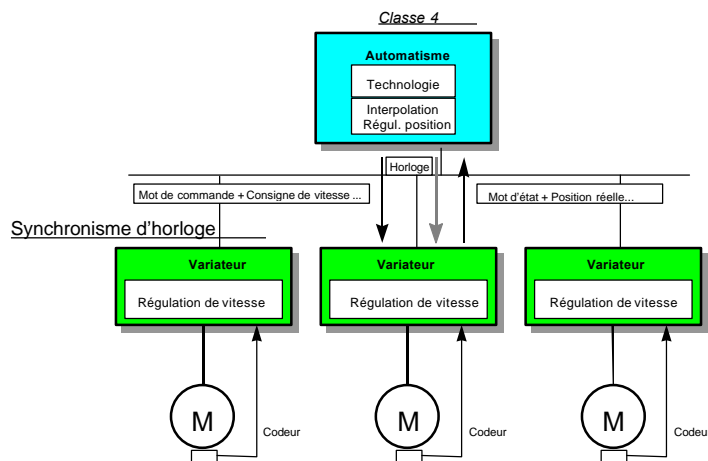 Classe 4
Automatisme
Technologie
Interpolation
Régul. position
Horloge
Mot de commande + Consigne de vitesse ...
Mot d'état + Position réelle...
Synchronisme d'horloge
Variateur
Variateur
Variateur
Régulation de vitesse
Régulation de vitesse
Régulation de vitesse
M
M
M
Codeur
Codeur
Codeu